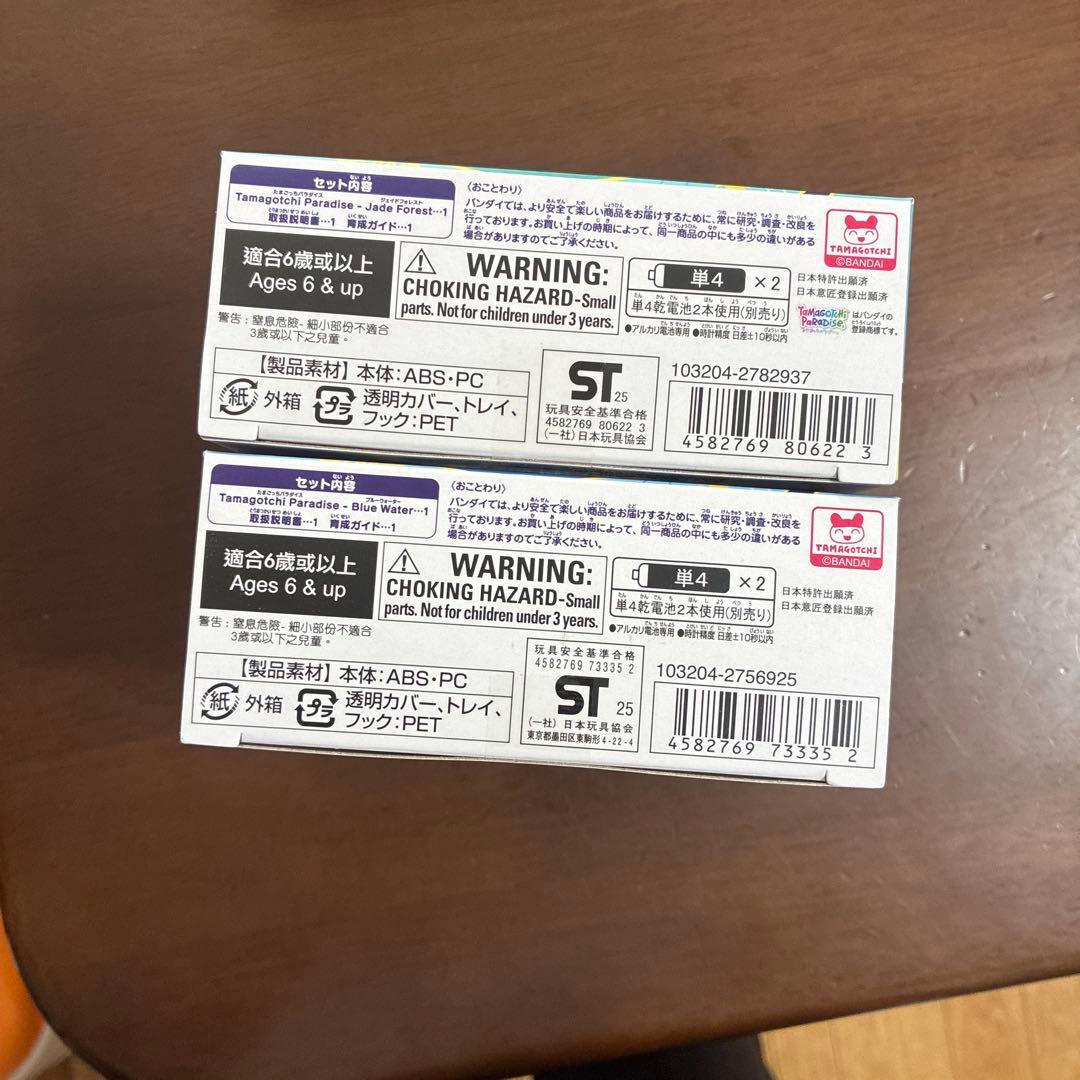 セット内容
Tamagotchi Paradise - Jade Forest…1
取扱説明書…1 育成ガイド…1
〈おことわり〉
バンダイでは、より安全で楽しい商品をお届けするために、常に研究・調査・改良を
行っております。お買い上げの時期によって、同一商品の中にも多少の違いがある
場合がありますのでご了承ください。
TAMAGOTCHI
©BANDAI
適合6歲或以上
Ages 6 & up
警告：窒息危險 - 細小部份不適合
3歲或以下之兒童。
WARNING:
CHOKING HAZARD-Small
parts. Not for children under 3 years.
単4 ×2
単4乾電池2本使用(別売り)
●アルカリ電池専用 ●時計精度 日差±10秒以内
日本特許出願済
日本意匠登録出願済
TAMAGOTCHI PARADISE はバンダイの
登録商標です。
【製品素材】本体：ABS・PC
紙 外箱 プラ 透明カバー、トレイ、
フック：PET
ST 25
玩具安全基準合格
4582769 80622 3
(一社)日本玩具協会
103204-2782937
4582769 80622 3
セット内容
Tamagotchi Paradise - Blue Water…1
取扱説明書…1 育成ガイド…1
〈おことわり〉
バンダイでは、より安全で楽しい商品をお届けするために、常に研究・調査・改良を
行っております。お買い上げの時期によって、同一商品の中にも多少の違いがある
場合がありますのでご了承ください。
TAMAGOTCHI
©BANDAI
適合6歲或以上
Ages 6 & up
警告：窒息危險 - 細小部份不適合
3歲或以下之兒童。
WARNING:
CHOKING HAZARD-Small
parts. Not for children under 3 years.
単4 ×2
単4乾電池2本使用(別売り)
●アルカリ電池専用 ●時計精度 日差±10秒以内
日本特許出願済
日本意匠登録出願済
【製品素材】本体：ABS・PC
紙 外箱 プラ 透明カバー、トレイ、
フック：PET
玩具安全基準合格
4582769 73335 2
ST 25
(一社) 日本玩具協会
東京都墨田区東駒形4-22-4
103204-2756925
4582769 73335 2